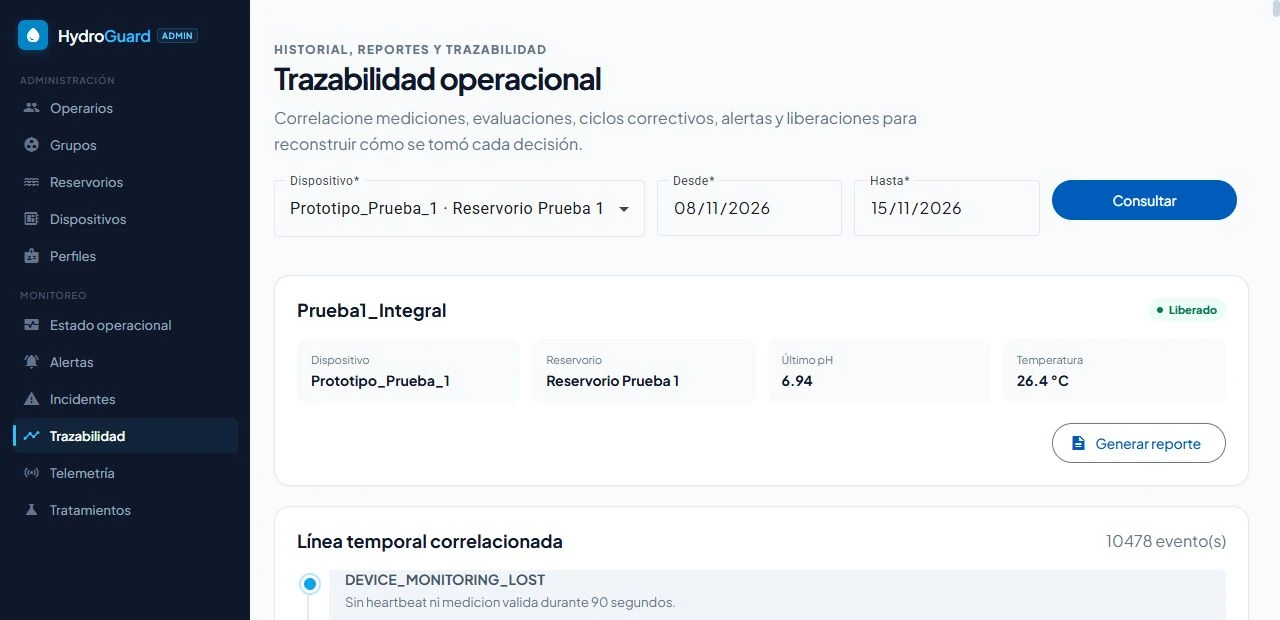 HydroGuard ADMIN
ADMINISTRACIÓN
Operarios
Grupos
Reservorios
Dispositivos
Perfiles
MONITOREO
Estado operacional
Alertas
Incidentes
Trazabilidad
Telemetría
Tratamientos
HISTORIAL, REPORTES Y TRAZABILIDAD
Trazabilidad operacional
Correlacione mediciones, evaluaciones, ciclos correctivos, alertas y liberaciones para
reconstruir cómo se tomó cada decisión.
Dispositivo*
Prototipo_Prueba_1 · Reservorio Prueba 1
Desde*
08/11/2026
Hasta*
15/11/2026
Consultar
Prueba1_Integral
Liberado
Dispositivo
Prototipo_Prueba_1
Reservorio
Reservorio Prueba 1
Último pH
6.94
Temperatura
26.4 °C
Generar reporte
Línea temporal correlacionada
10478 evento(s)
DEVICE_MONITORING_LOST
Sin heartbeat ni medicion valida durante 90 segundos.